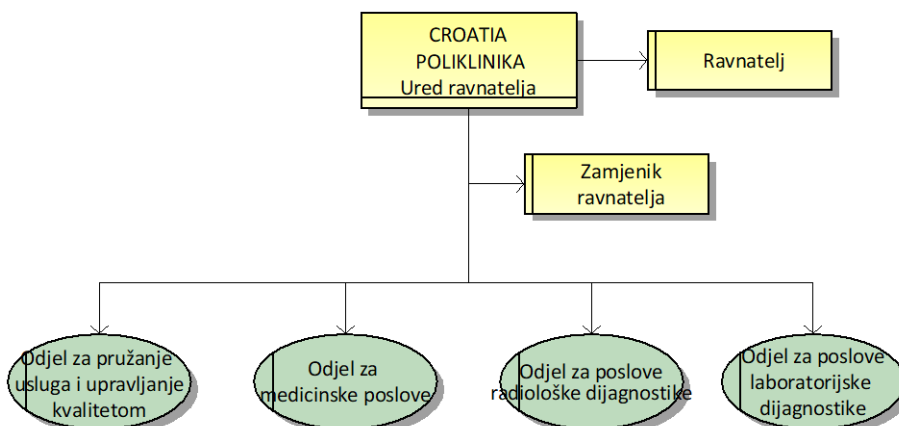 CROATIA
POLIKLINIKA
Ured ravnatelja
Ravnatelj
Zamjenik
ravnatelja
Odjel za pružanje
usluga i upravljanje
kvalitetom
Odjel za
medicinske poslove
Odjel za poslove
radiološke dijagnostike
Odjel za poslove
laboratorijske
dijagnostike